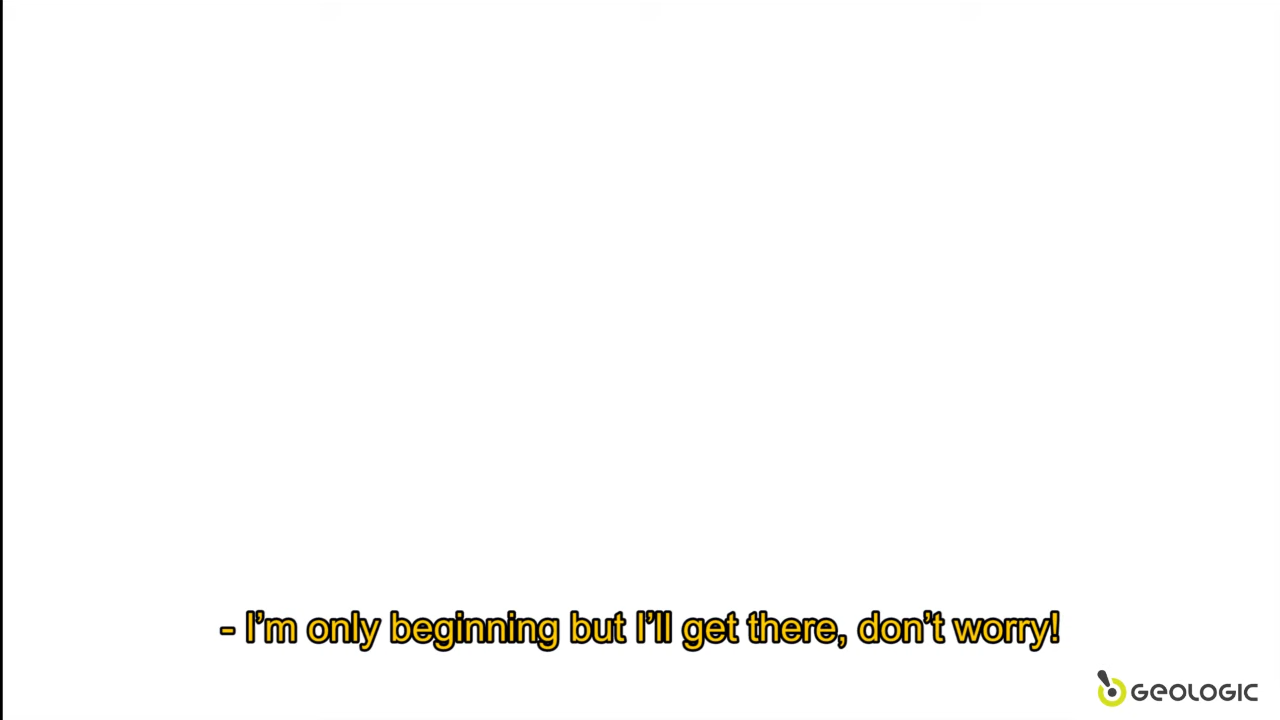 - I’m only beginning but I’ll get there, don’t worry!
GEOLOGIC